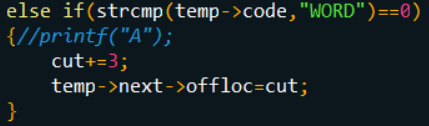 else if(strcmp(temp->code,"WORD")==0)
{//printf("A");
cut+=3;
temp->next->offloc=cut;
}